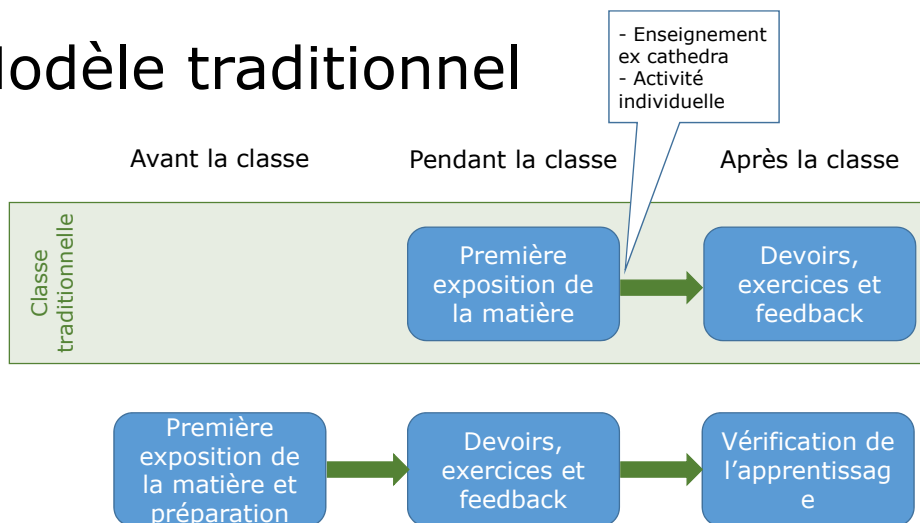 Modèle traditionnel
- Enseignement
ex cathedra
- Activité
individuelle
Avant la classe
Pendant la classe
Après la classe
Classe
traditionnelle
Première
exposition de
la matière
Devoirs,
exercices et
feedback
Première
exposition de
la matière et
préparation
Devoirs,
exercices et
feedback
Vérification de
l’apprentissag
e